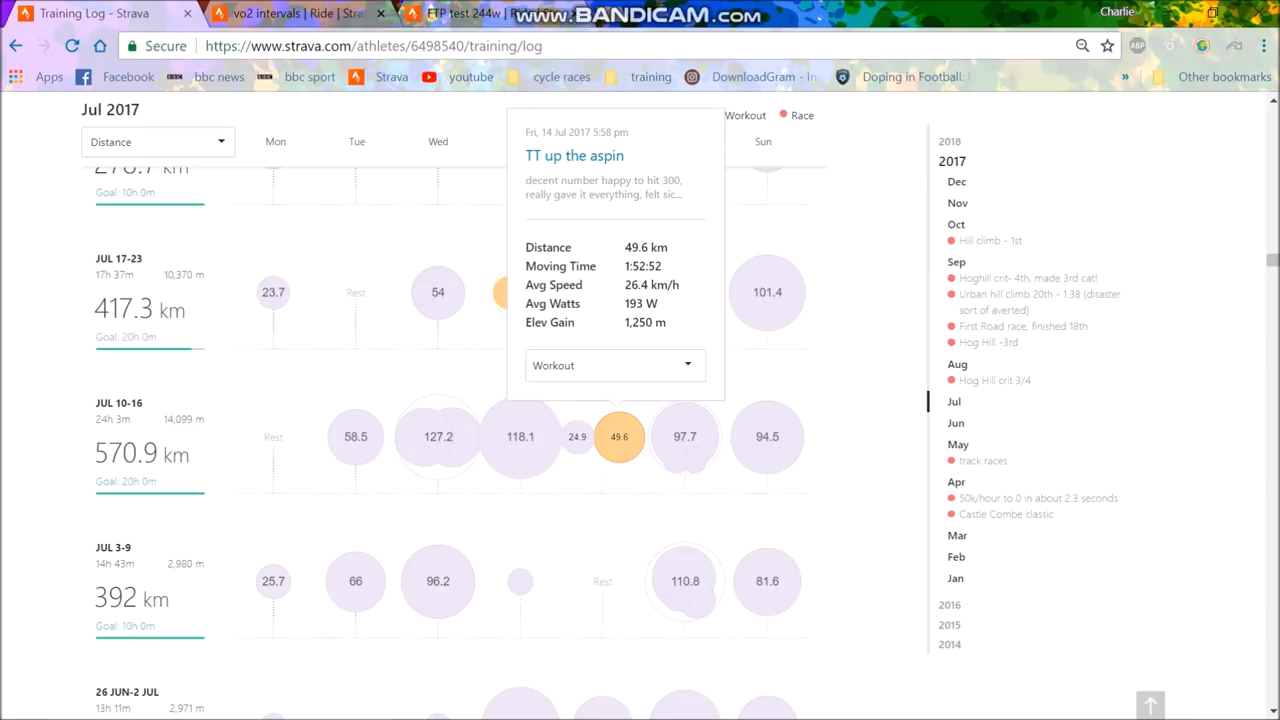 Training Log - Strava
vo2 intervals | Ride | Stra
FTP test 244w | Ride | S
www.BANDICAM.com
Charlie
Secure
https://www.strava.com/athletes/6498540/training/log
ABP
Apps
Facebook
bbc news
bbc sport
Strava
youtube
cycle races
training
DownloadGram - In
Doping in Football:
»
Other bookmarks
Jul 2017
Workout
Race
Distance
Mon
Tue
Wed
Sun
278.7 km
Goal: 10h 0m
JUL 17-23
17h 37m 10,370 m
417.3 km
Goal: 20h 0m
23.7
Rest
54
101.4
Fri, 14 Jul 2017 5:58 pm
TT up the aspin
decent number happy to hit 300,
really gave it everything, felt sic...
Distance 49.6 km
Moving Time 1:52:52
Avg Speed 26.4 km/h
Avg Watts 193 W
Elev Gain 1,250 m
Workout
JUL 10-16
24h 3m 14,099 m
570.9 km
Goal: 20h 0m
Rest
58.5
127.2
118.1
24.9
49.6
97.7
94.5
JUL 3-9
14h 43m 2,980 m
392 km
Goal: 10h 0m
25.7
66
96.2
Rest
110.8
81.6
26 JUN-2 JUL
13h 11m 2,971 m
2018
2017
Dec
Nov
Oct
Hill climb - 1st
Sep
Hoghill crit- 4th, made 3rd cat!
Urban hill climb 20th - 1.38 (disaster
sort of averted)
First Road race, finished 18th
Hog Hill -3rd
Aug
Hog Hill crit 3/4
Jul
Jun
May
track races
Apr
50k/hour to 0 in about 2.3 seconds
Castle Combe classic
Mar
Feb
Jan
2016
2015
2014